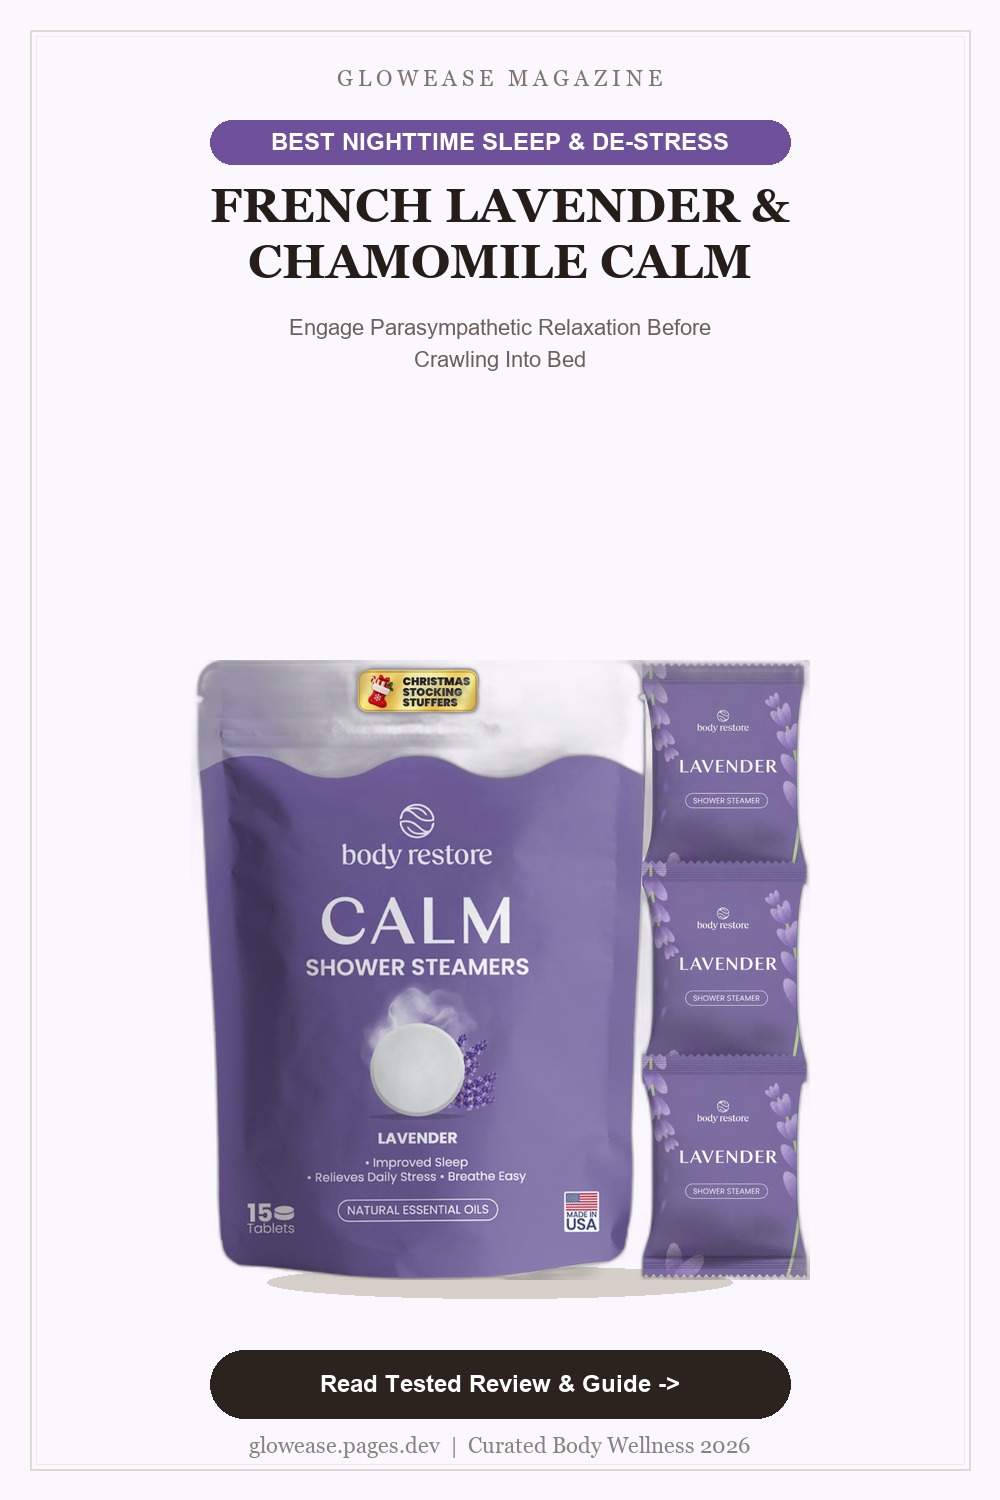 GLOWEASE MAGAZINE
BEST NIGHTTIME SLEEP & DE-STRESS
FRENCH LAVENDER &
CHAMOMILE CALM
Engage Parasympathetic Relaxation Before
Crawling Into Bed
CHRISTMAS
STOCKING
STUFFERS
body restore
CALM
SHOWER STEAMERS
LAVENDER
• Improved Sleep
• Relieves Daily Stress • Breathe Easy
NATURAL ESSENTIAL OILS
15
Tablets
MADE IN
USA
body restore
LAVENDER
SHOWER STEAMER
body restore
LAVENDER
SHOWER STEAMER
body restore
LAVENDER
SHOWER STEAMER
Read Tested Review & Guide ->
glowease.pages.dev | Curated Body Wellness 2026